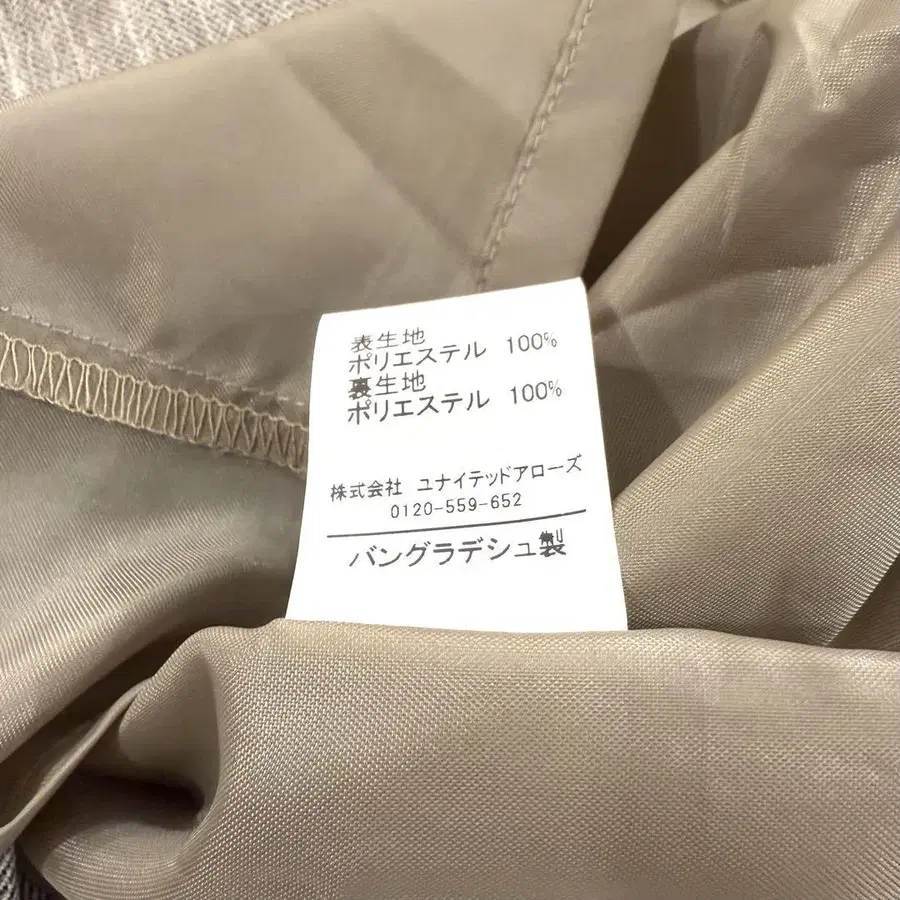 表生地
ポリエステル 100%
裏生地
ポリエステル 100%
株式会社 ユナイテッドアローズ
0120-559-652
バングラデシュ製